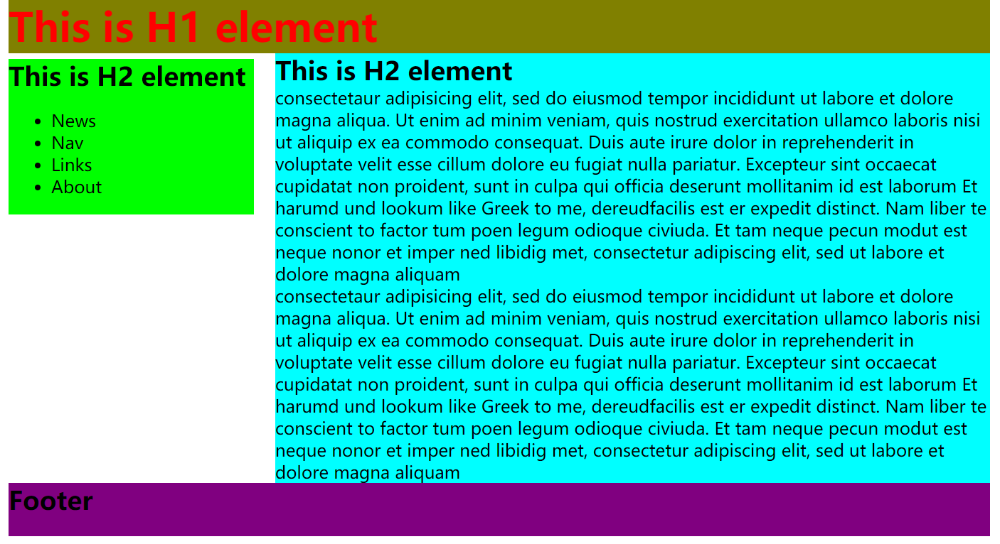 This is H1 element
This is H2 element
News
Nav
Links
About
This is H2 element
consectetaur adipisicing elit, sed do eiusmod tempor incididunt ut labore et dolore
magna aliqua. Ut enim ad minim veniam, quis nostrud exercitation ullamco laboris nisi
ut aliquip ex ea commodo consequat. Duis aute irure dolor in reprehenderit in
voluptate velit esse cillum dolore eu fugiat nulla pariatur. Excepteur sint occaecat
cupidatat non proident, sunt in culpa qui officia deserunt mollitanim id est laborum Et
harumd und lookum like Greek to me, dereudfacilis est er expedit distinct. Nam liber te
conscient to factor tum poen legum odioque civiuda. Et tam neque pecun modut est
neque nonor et imper ned libidig met, consectetur adipiscing elit, sed ut labore et
dolore magna aliquam
consectetaur adipisicing elit, sed do eiusmod tempor incididunt ut labore et dolore
magna aliqua. Ut enim ad minim veniam, quis nostrud exercitation ullamco laboris nisi
ut aliquip ex ea commodo consequat. Duis aute irure dolor in reprehenderit in
voluptate velit esse cillum dolore eu fugiat nulla pariatur. Excepteur sint occaecat
cupidatat non proident, sunt in culpa qui officia deserunt mollitanim id est laborum Et
harumd und lookum like Greek to me, dereudfacilis est er expedit distinct. Nam liber te
conscient to factor tum poen legum odioque civiuda. Et tam neque pecun modut est
neque nonor et imper ned libidig met, consectetur adipiscing elit, sed ut labore et
dolore magna aliquam
Footer